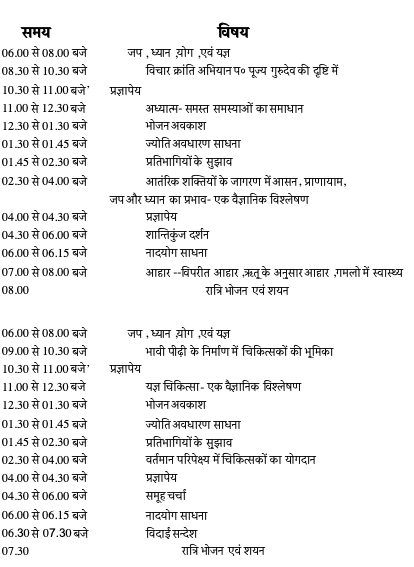 समय विषय
06.00 से 08.00 बजे जप , ध्यान ,योग ,एवं यज्ञ
08.30 से 10.30 बजे विचार क्रांति अभियान प० पूज्य गुरुदेव की दृष्टि में
10.30 से 11.00 बजे’ प्रज्ञापेय
11.00 से 12.30 बजे अध्यात्म- समस्त समस्याओं का समाधान
12.30 से 01.30 बजे भोजन अवकाश
01.30 से 01.45 बजे ज्योति अवधारण साधना
01.45 से 02.30 बजे प्रतिभागियों के सुझाव
02.30 से 04.00 बजे आतंरिक शक्तियों के जागरण में आसन, प्राणायाम,
जप और ध्यान का प्रभाव- एक वैज्ञानिक विश्लेषण
04.00 से 04.30 बजे प्रज्ञापेय
04.30 से 06.00 बजे शान्तिकुंज दर्शन
06.00 से 06.15 बजे नादयोग साधना
07.00 से 08.00 बजे आहार --विपरीत आहार ,ऋतू के अनुसार आहार ,गमलो में स्वास्थ्य
08.00 रात्रि भोजन एवं शयन
06.00 से 08.00 बजे जप , ध्यान ,योग ,एवं यज्ञ
09.00 से 10.30 बजे भावी पीढ़ी के निर्माण में चिकित्सकों की भूमिका
10.30 से 11.00 बजे’ प्रज्ञापेय
11.00 से 12.30 बजे यज्ञ चिकित्सा- एक वैज्ञानिक विश्लेषण
12.30 से 01.30 बजे भोजन अवकाश
01.30 से 01.45 बजे ज्योति अवधारण साधना
01.45 से 02.30 बजे प्रतिभागियों के सुझाव
02.30 से 04.00 बजे वर्तमान परिपेक्ष्य में चिकित्सकों का योगदान
04.00 से 04.30 बजे प्रज्ञापेय
04.30 से 06.00 बजे समूह चर्चा
06.00 से 06.15 बजे नादयोग साधना
06.30 से 07.30 बजे विदाई सन्देश
07.30 रात्रि भोजन एवं शयन